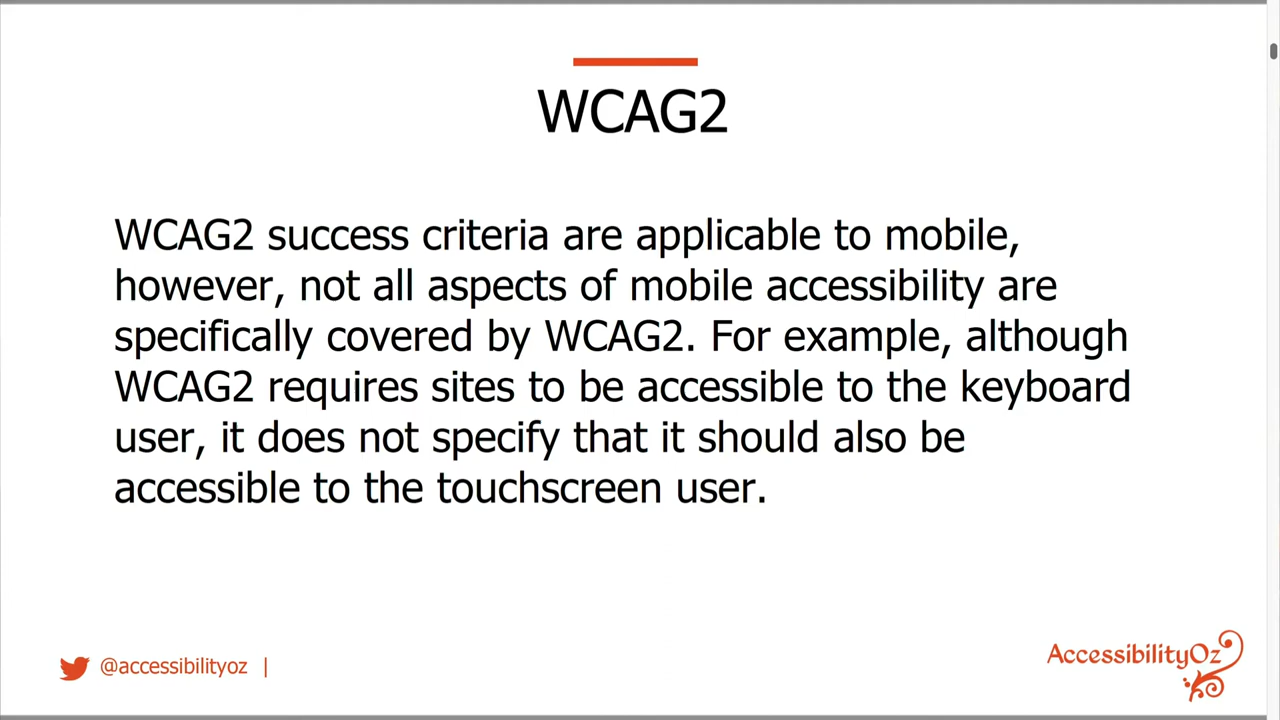 WCAG2
WCAG2 success criteria are applicable to mobile,
however, not all aspects of mobile accessibility are
specifically covered by WCAG2. For example, although
WCAG2 requires sites to be accessible to the keyboard
user, it does not specify that it should also be
accessible to the touchscreen user.
@accessibilityoz |
AccessibilityOz